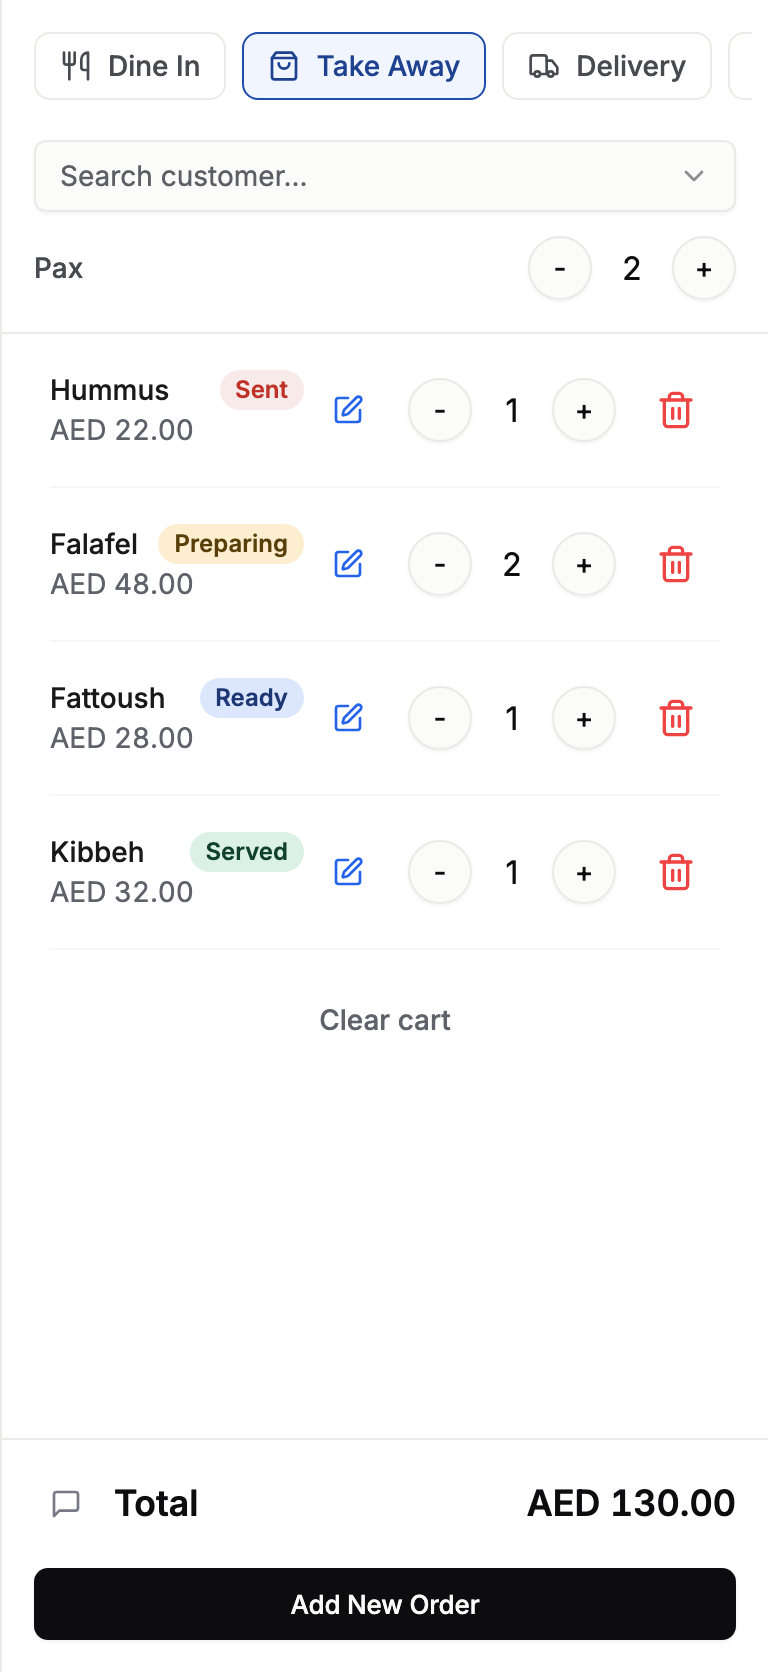 Dine In Take Away Delivery
Search customer...
Pax - 2 +
Hummus Sent
AED 22.00
- 1 +
Falafel Preparing
AED 48.00
- 2 +
Fattoush Ready
AED 28.00
- 1 +
Kibbeh Served
AED 32.00
- 1 +
Clear cart
Total AED 130.00
Add New Order